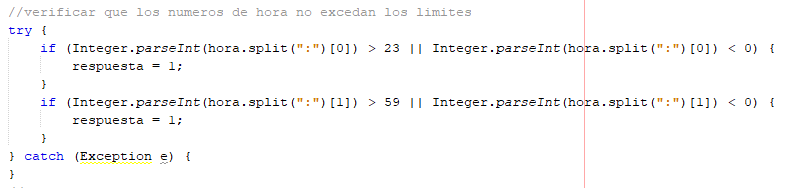 //verificar que los numeros de hora no excedan los limites
try {
if (Integer.parseInt(hora.split(":")[0]) > 23 || Integer.parseInt(hora.split(":")[0]) < 0) {
respuesta = 1;
}
if (Integer.parseInt(hora.split(":")[1]) > 59 || Integer.parseInt(hora.split(":")[1]) < 0) {
respuesta = 1;
}
} catch (Exception e) {
}